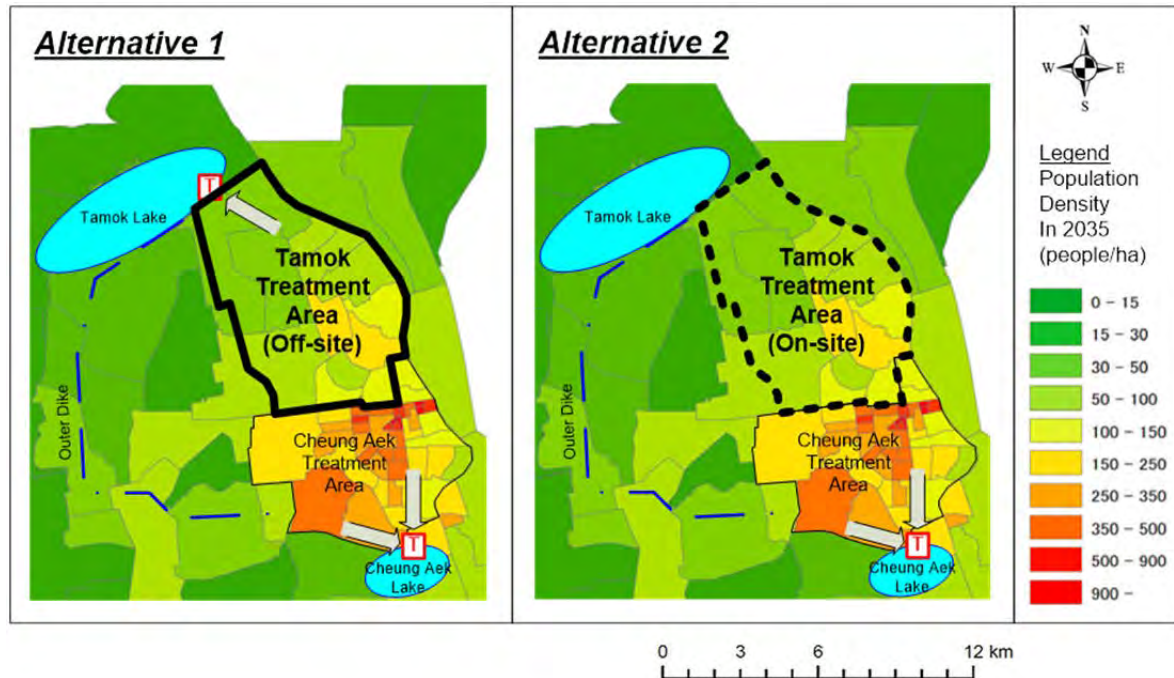 Alternative 1
Tamok Lake
T
Tamok
Treatment
Area
(Off-site)
Outer Dike
Cheung Aek
Treatment
Area
T
Cheung Aek
Lake
Alternative 2
Tamok Lake
Tamok
Treatment
Area
(On-site)
Outer Dike
Cheung Aek
Treatment
Area
T
Cheung Aek
Lake
N
W E
S
Legend
Population
Density
In 2035
(people/ha)
0 - 15
15 - 30
30 - 50
50 - 100
100 - 150
150 - 250
250 - 350
350 - 500
500 - 900
900 -
0 3 6 12 km